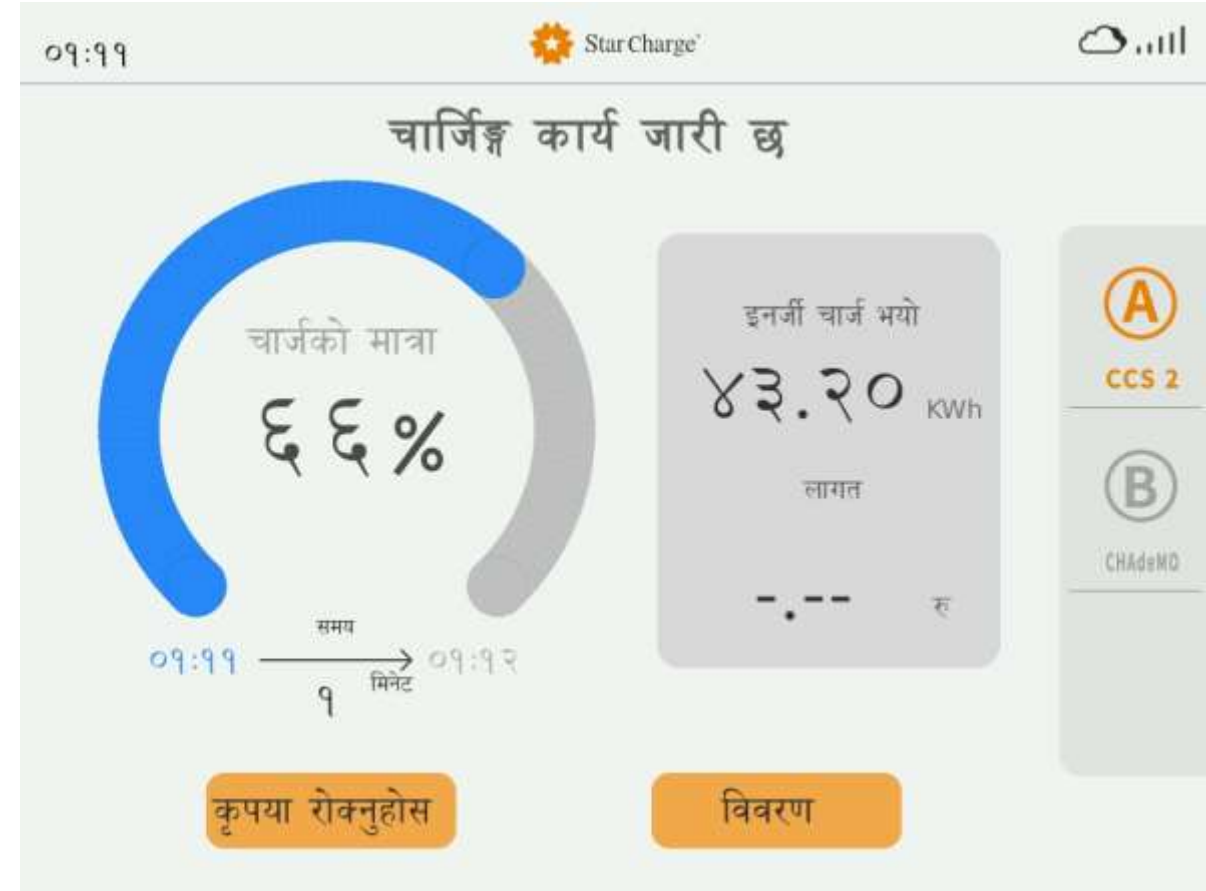 ०१:११
StarCharge
चार्जिङ्ग कार्य जारी छ
चार्जको मात्रा
६६%
०१:११
समय
१ मिनेट
०१:१२
इनर्जी चार्ज भयो
४३.२० KWh
लागत
-.-- रु
A
CCS 2
B
CHAdeMO
कृपया रोक्नुहोस
विवरण